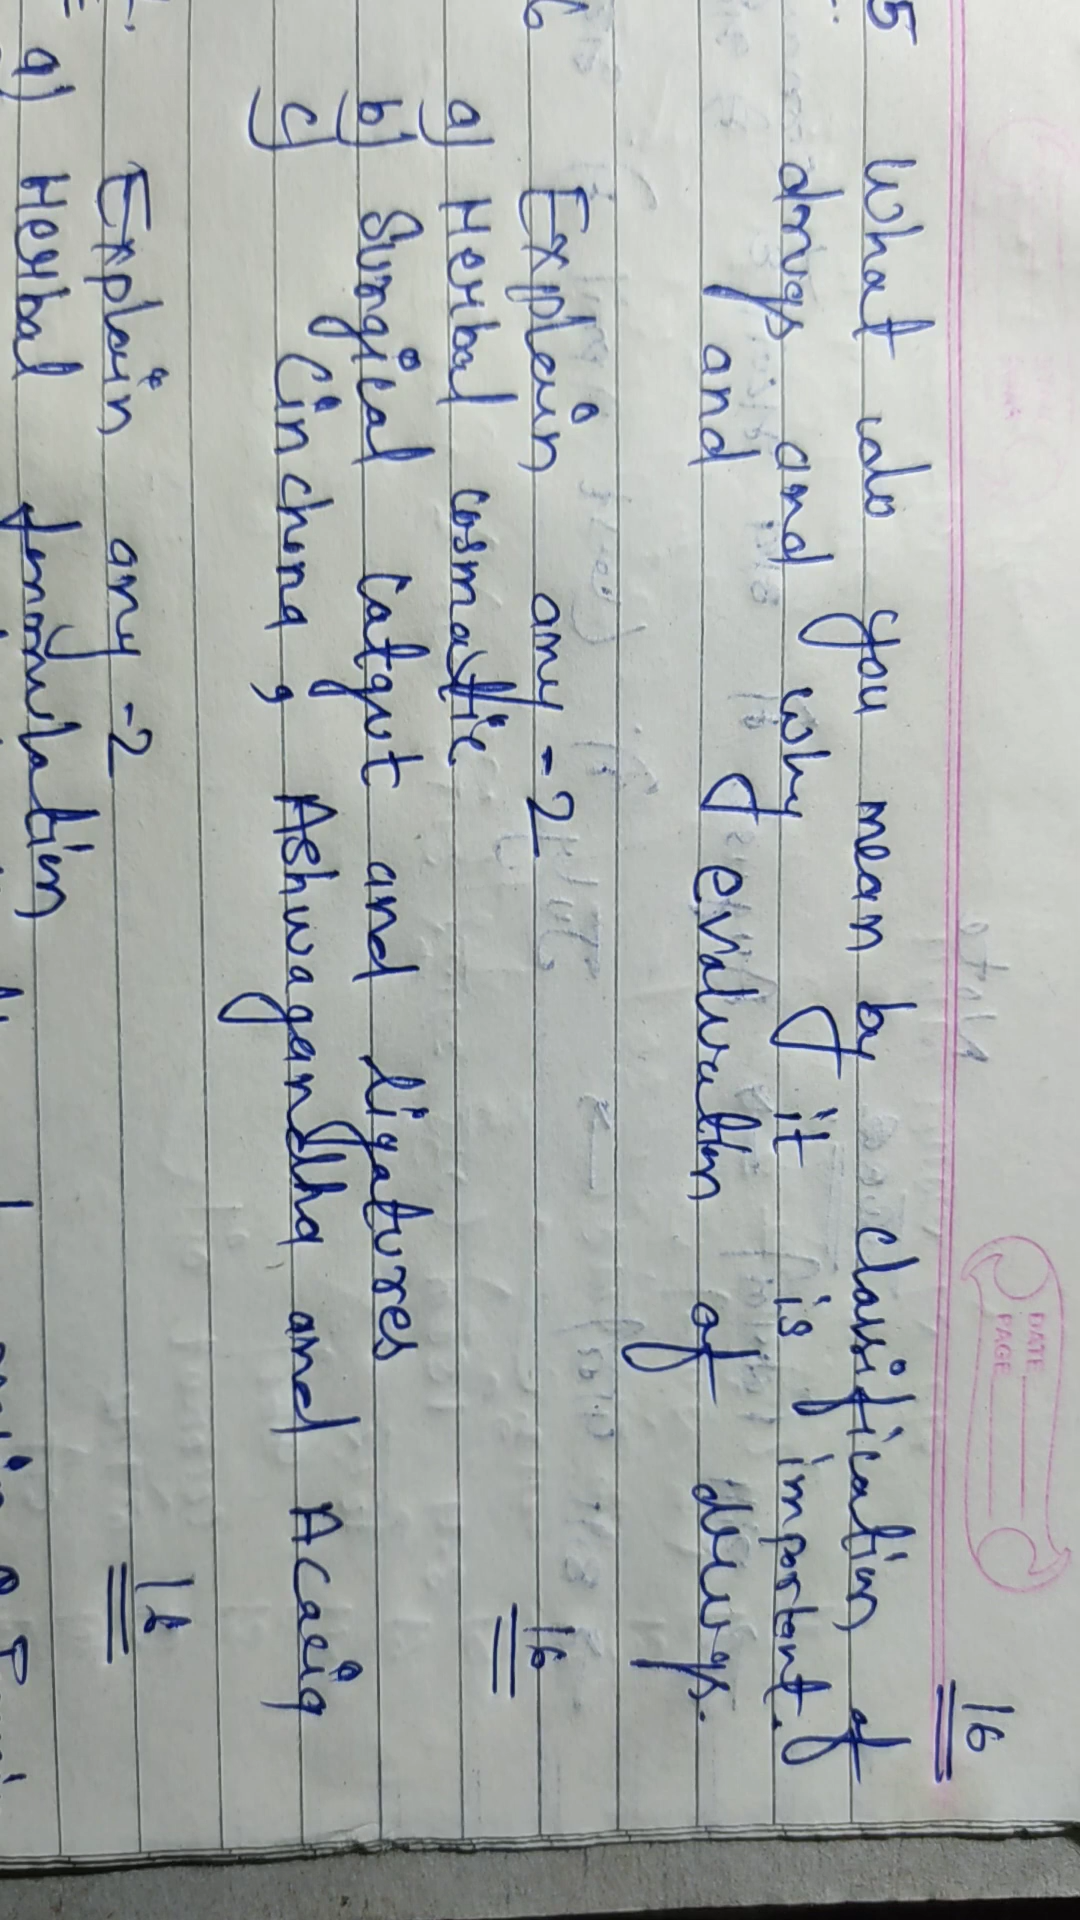 DATE
PAGE
16
5 What do you mean by classification of
drugs and why it is important.
and evaluation of drugs.
6 Explain any - 2 16
a) Herbal cosmatic
b) Surgical Catgut and Ligatures
c) Cinchona, Ashwagandha and Acacia
Explain any - 2 16
a) Herbal formulation